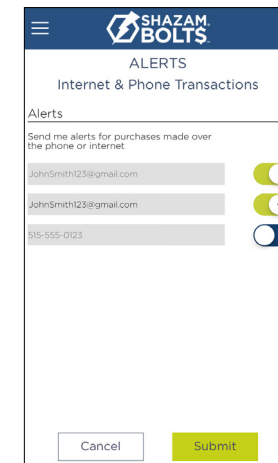 SHAZAM.
BOLT$.
ALERTS
Internet & Phone Transactions
Alerts
Send me alerts for purchases made over
the phone or internet
JohnSmith123@gmail.com
JohnSmith123@gmail.com
515-555-0123
Cancel
Submit